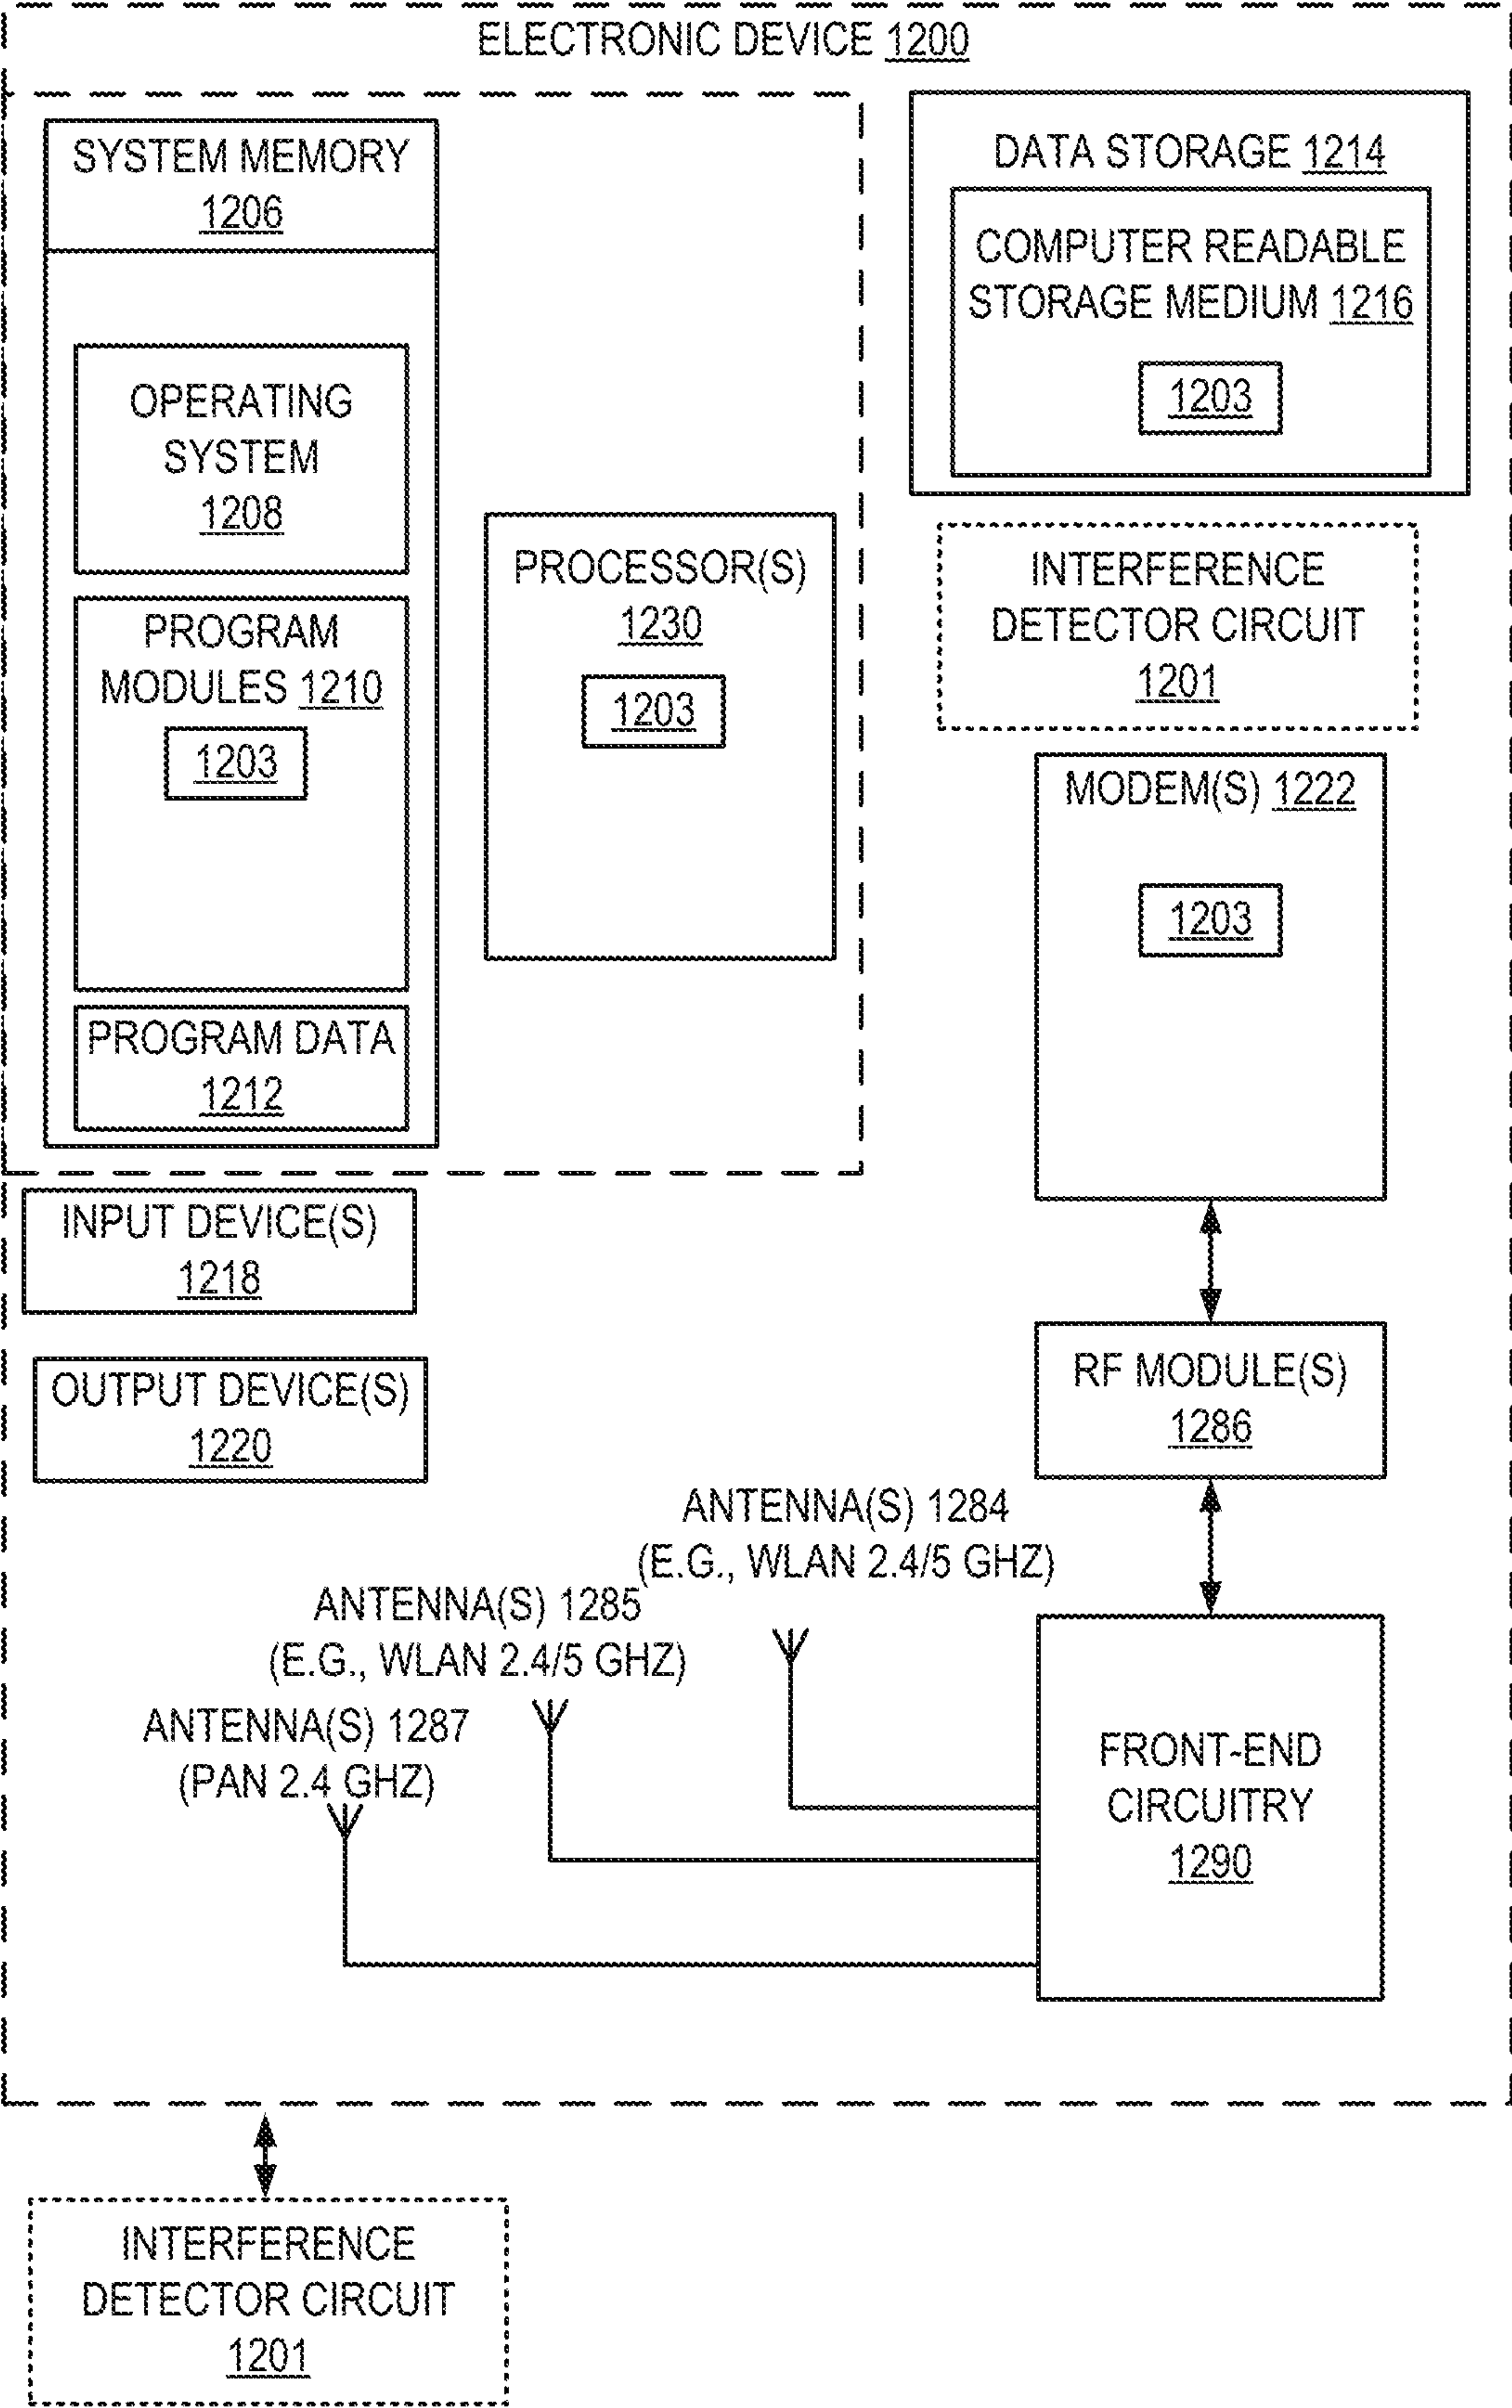 ELECTRONIC DEVICE 1200
SYSTEM MEMORY
1206
OPERATING
SYSTEM
1208
PROGRAM
MODULES 1210
1203
PROGRAM DATA
1212
PROCESSOR(S)
1230
1203
DATA STORAGE 1214
COMPUTER READABLE
STORAGE MEDIUM 1216
1203
INTERFERENCE
DETECTOR CIRCUIT
1201
MODEM(S) 1222
1203
INPUT DEVICE(S)
1218
OUTPUT DEVICE(S)
1220
RF MODULE(S)
1286
ANTENNA(S) 1284
(E.G., WLAN 2.4/5 GHZ)
ANTENNA(S) 1285
(E.G., WLAN 2.4/5 GHZ)
ANTENNA(S) 1287
(PAN 2.4 GHZ)
FRONT-END
CIRCUITRY
1290
INTERFERENCE
DETECTOR CIRCUIT
1201